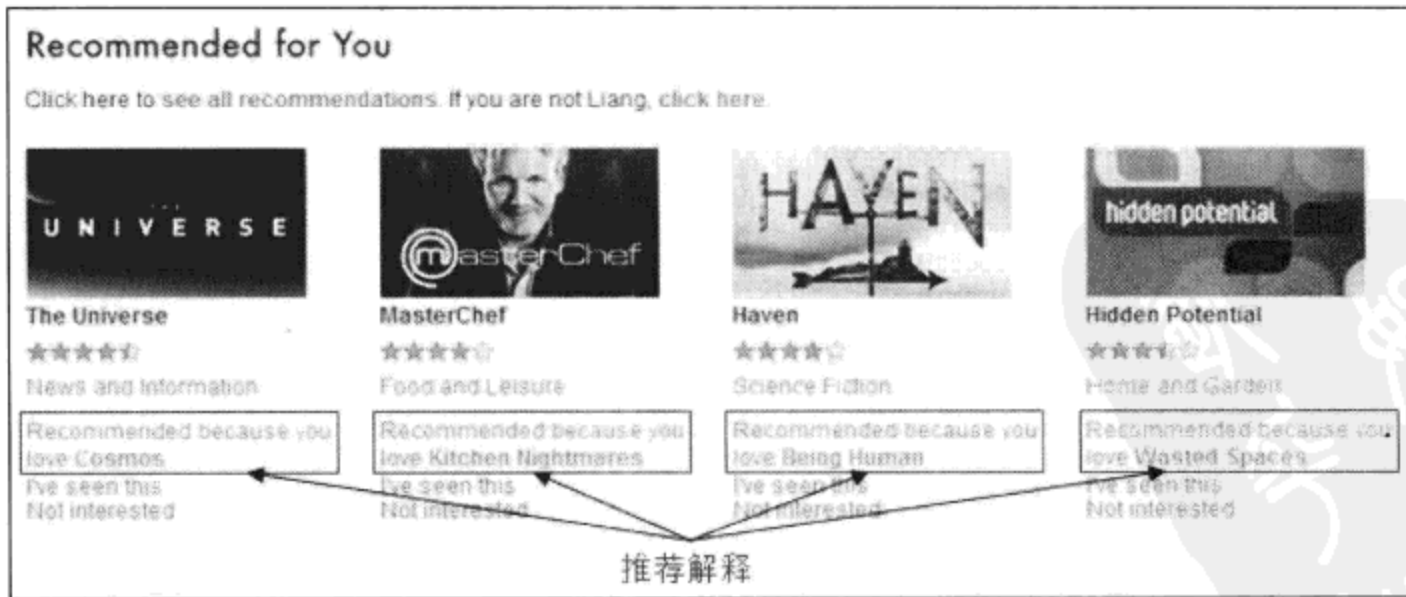 Recommended for You
Click here to see all recommendations. If you are not Liang, click here.
UNIVERSE
MasterChef
HAVEN
hidden potential
The Universe
MasterChef
Haven
Hidden Potential
News and Information
Food and Leisure
Science Fiction
Home and Garden
Recommended because you
love Cosmos
Recommended because you
love Kitchen Nightmares
Recommended because you
love Being Human
Recommended because you
love Wasted Spaces
I've seen this
Not interested
I've seen this
Not interested
I've seen this
Not interested
I've seen this
Not interested
推荐解释